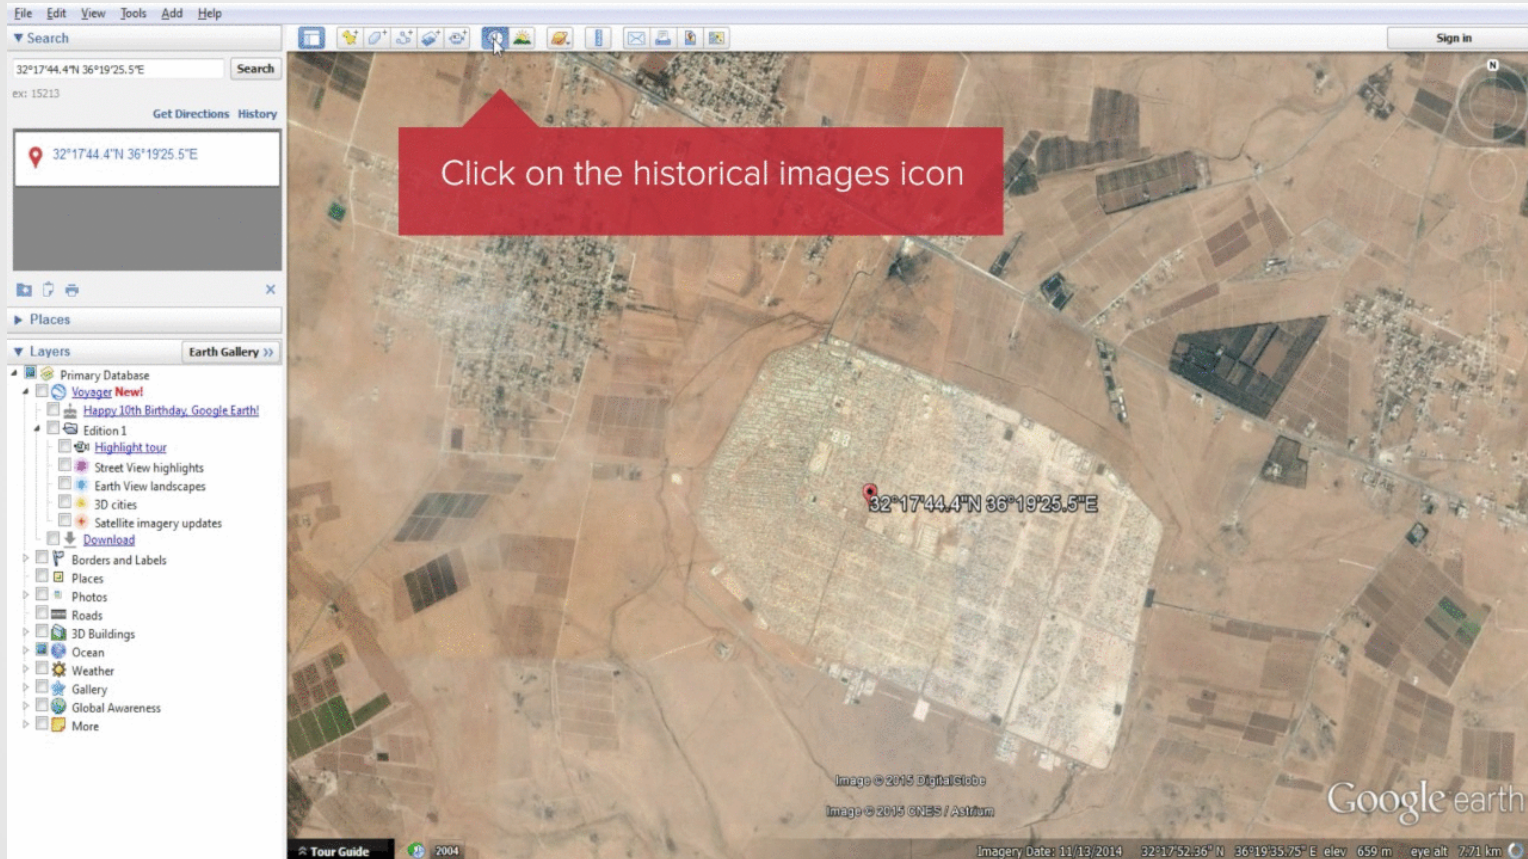 File Edit View Tools Add Help
Search
Sign in
32°17'44.4"N 36°19'25.5"E
Search
ex: 15213
Get Directions History
32°17'44.4"N 36°19'25.5"E
Click on the historical images icon
N
Places
Layers
Earth Gallery >>
Primary Database
Voyager New!
Happy 10th Birthday, Google Earth!
Edition 1
Highlight tour
Street View highlights
Earth View landscapes
3D cities
Satellite imagery updates
Download
Borders and Labels
Places
Photos
Roads
3D Buildings
Ocean
Weather
Gallery
Global Awareness
More
32°17'44.4"N 36°19'25.5"E
Image © 2015 DigitalGlobe
Image © 2015 CNES / Astrium
Google earth
Tour Guide
2004
Imagery Date: 11/13/2014 32°17'52.36" N 36°19'35.75" E elev 659 m eye alt 7.71 km